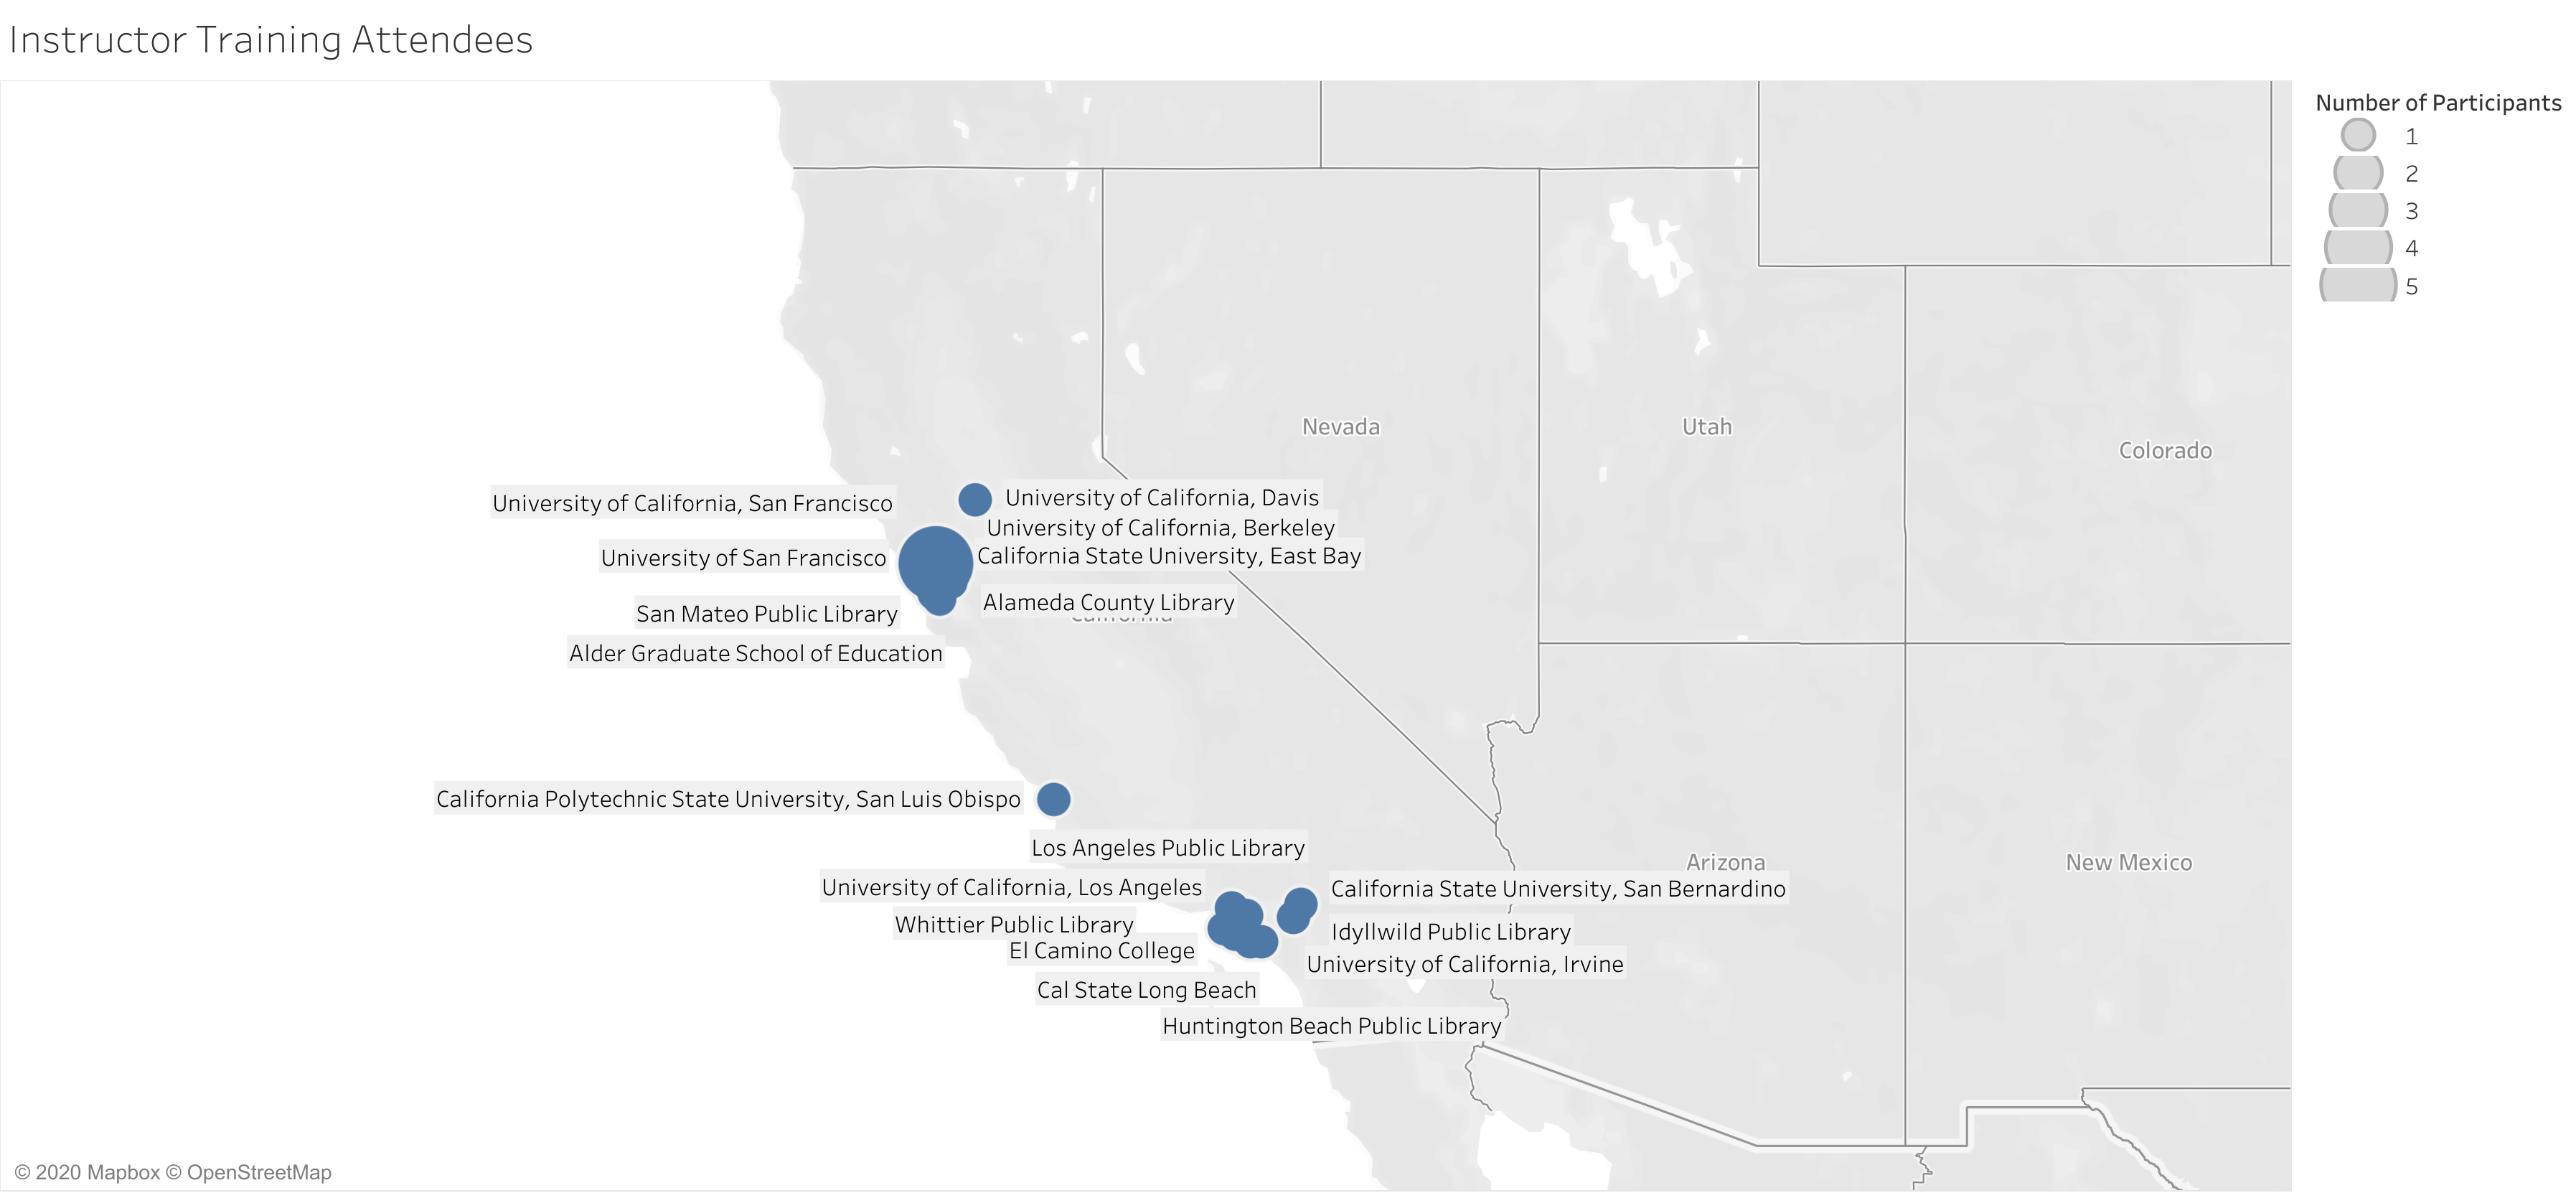 Instructor Training Attendees
Number of Participants
1
2
3
4
5
Nevada
Utah
Colorado
University of California, San Francisco
University of California, Davis
University of California, Berkeley
University of San Francisco
California State University, East Bay
Alameda County Library
San Mateo Public Library
California
Alder Graduate School of Education
California Polytechnic State University, San Luis Obispo
Los Angeles Public Library
Arizona
New Mexico
University of California, Los Angeles
California State University, San Bernardino
Whittier Public Library
Idyllwild Public Library
El Camino College
University of California, Irvine
Cal State Long Beach
Huntington Beach Public Library
© 2020 Mapbox © OpenStreetMap